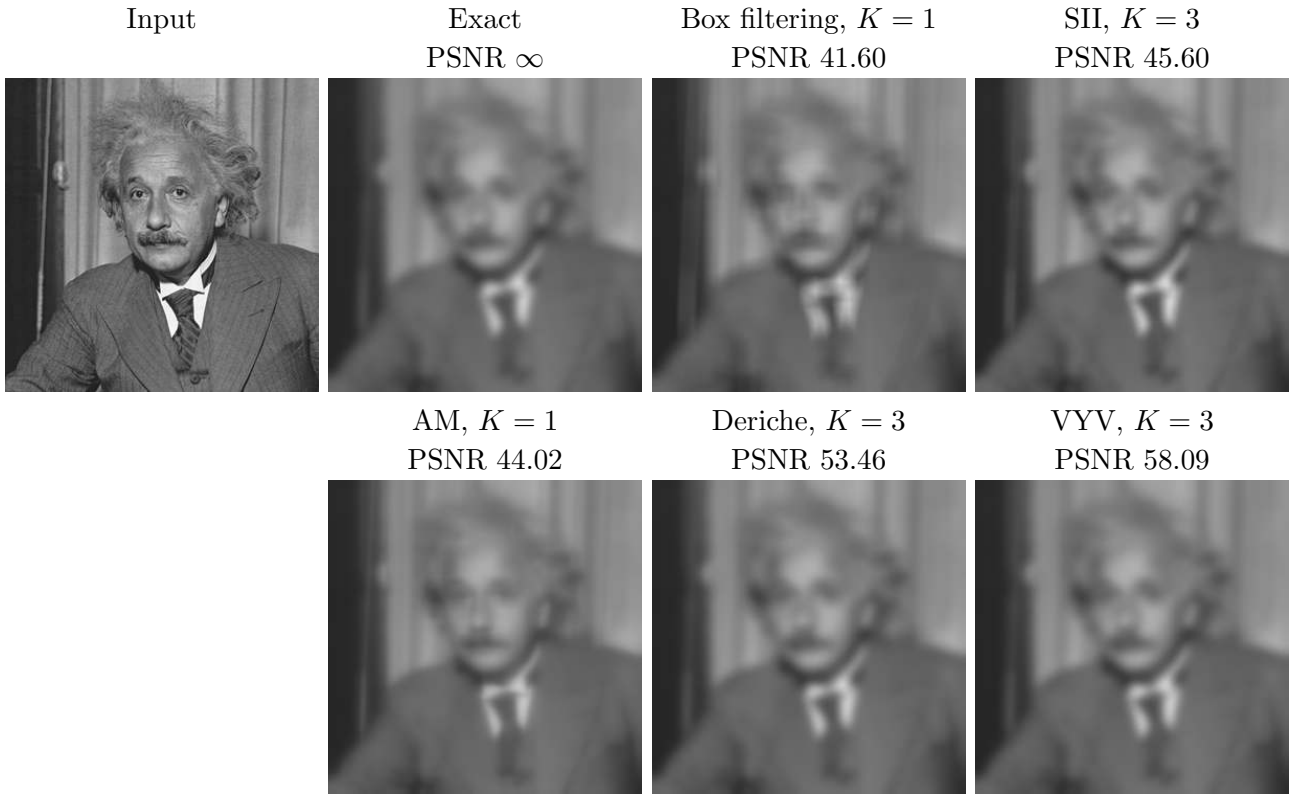 Input
Exact
PSNR ∞
Box filtering, K = 1
PSNR 41.60
SII, K = 3
PSNR 45.60
AM, K = 1
PSNR 44.02
Deriche, K = 3
PSNR 53.46
VYV, K = 3
PSNR 58.09